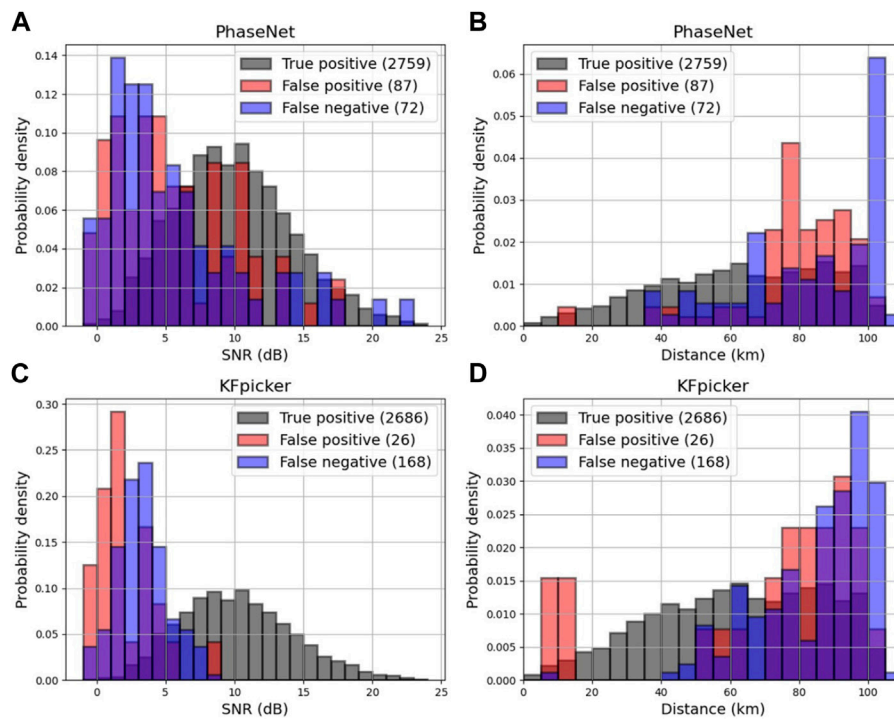 A
PhaseNet
True positive (2759)
False positive (87)
False negative (72)
Probability density
0.14
0.12
0.10
0.08
0.06
0.04
0.02
0.00
0
5
10
15
20
25
SNR (dB)
B
PhaseNet
True positive (2759)
False positive (87)
False negative (72)
Probability density
0.06
0.05
0.04
0.03
0.02
0.01
0.00
0
20
40
60
80
100
Distance (km)
C
KFpicker
True positive (2686)
False positive (26)
False negative (168)
Probability density
0.30
0.25
0.20
0.15
0.10
0.05
0.00
0
5
10
15
20
25
SNR (dB)
D
KFpicker
True positive (2686)
False positive (26)
False negative (168)
Probability density
0.040
0.035
0.030
0.025
0.020
0.015
0.010
0.005
0.000
0
20
40
60
80
100
Distance (km)